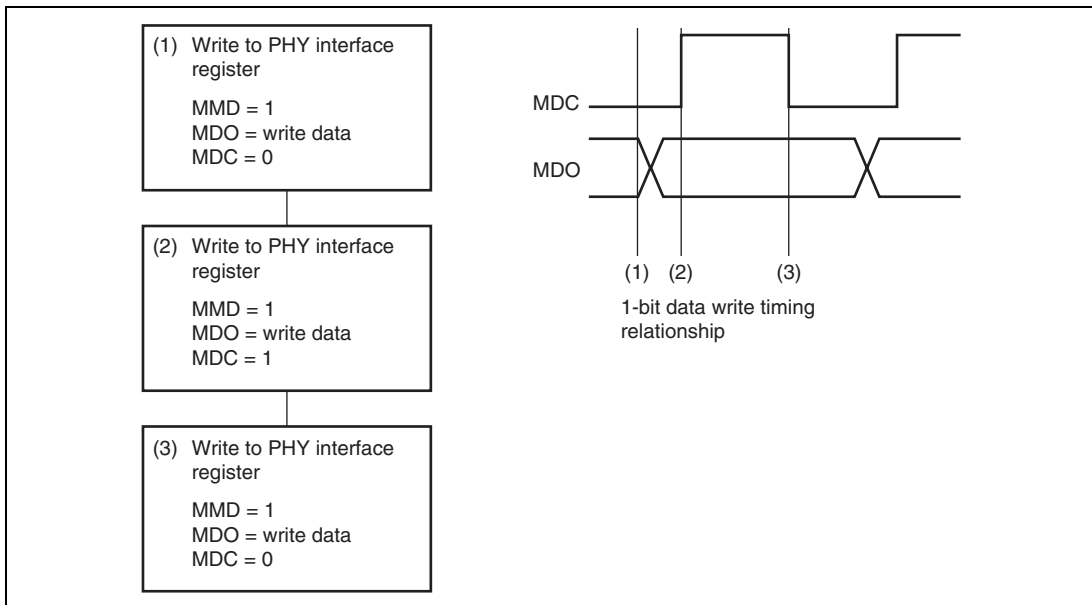 (1) Write to PHY interface
register
MMD = 1
MDO = write data
MDC = 0
(2) Write to PHY interface
register
MMD = 1
MDO = write data
MDC = 1
(3) Write to PHY interface
register
MMD = 1
MDO = write data
MDC = 0
MDC
MDO
(1) (2) (3)
1-bit data write timing
relationship